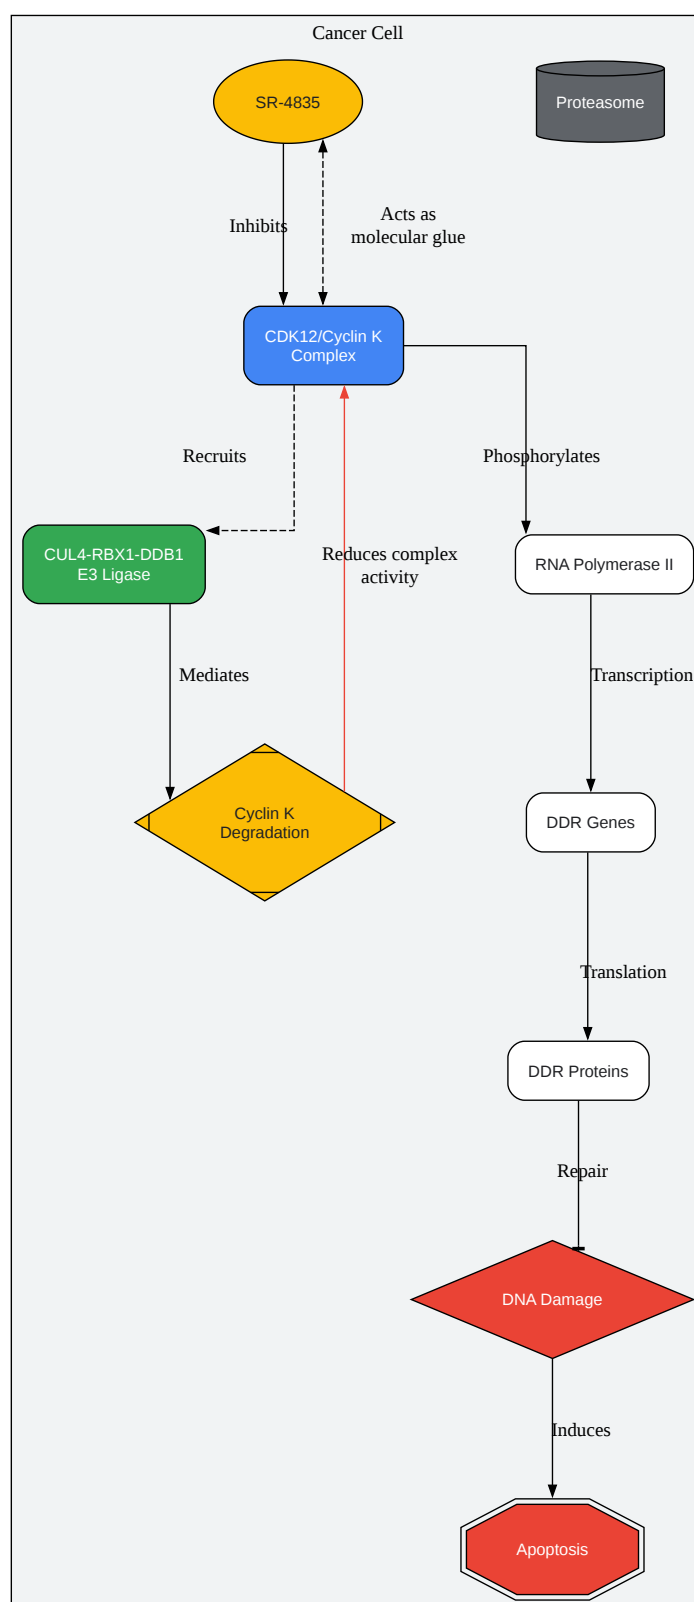 Cancer Cell
SR-4835
Proteasome
Inhibits
Acts as
molecular glue
CDK12/Cyclin K
Complex
Recruits
Phosphorylates
CUL4-RBX1-DDB1
E3 Ligase
Reduces complex
activity
RNA Polymerase II
Mediates
Transcription
Cyclin K
Degradation
DDR Genes
Translation
DDR Proteins
Repair
DNA Damage
Induces
Apoptosis